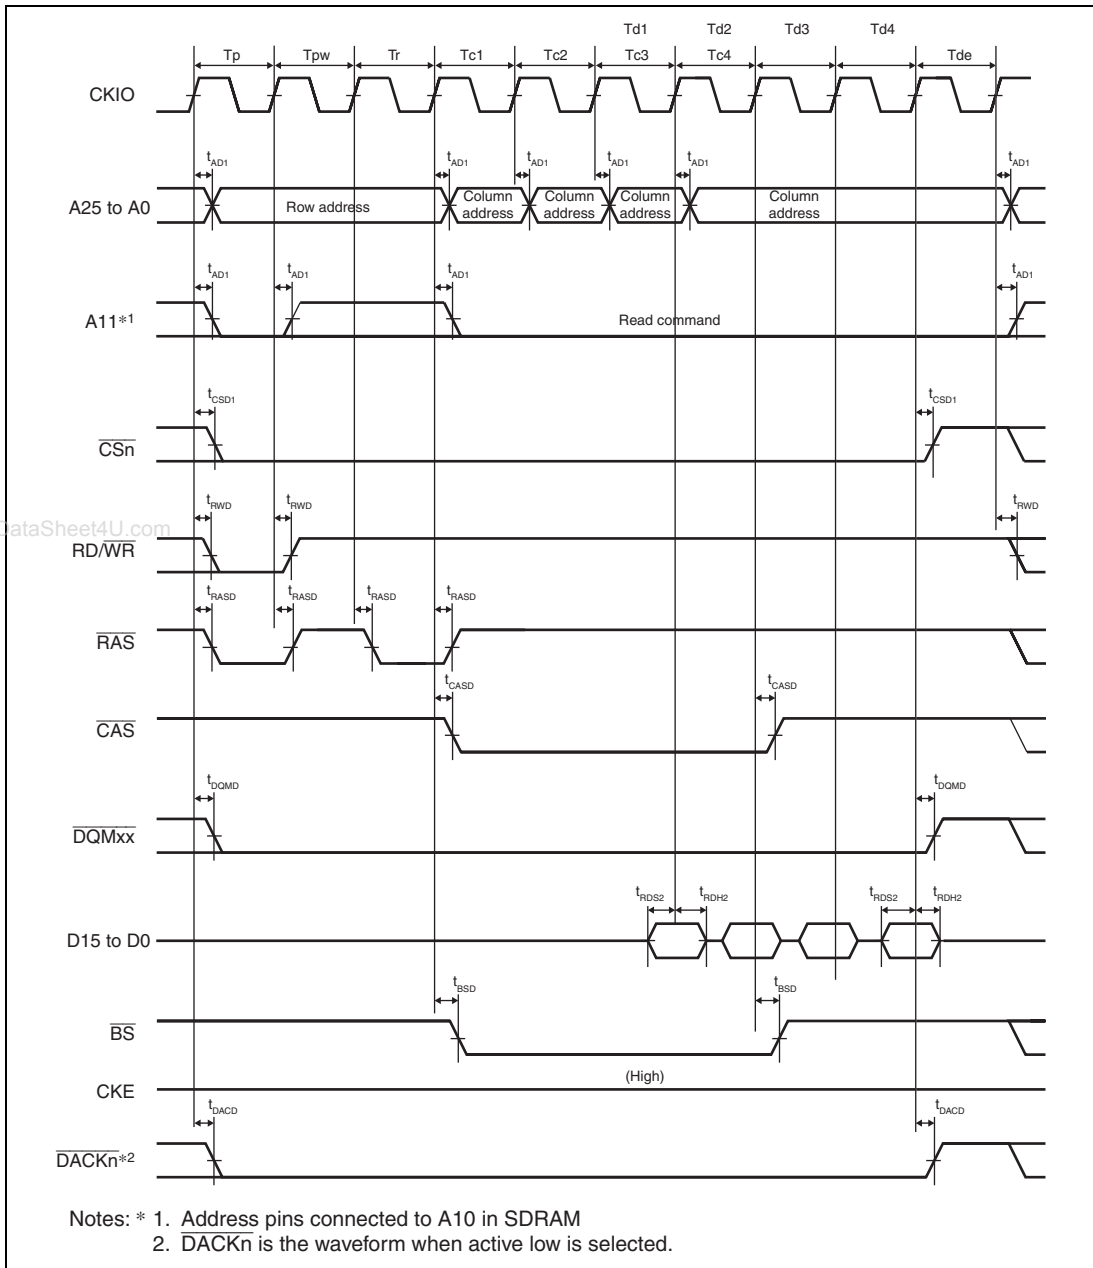 Td1 Td2 Td3 Td4
Tp Tpw Tr Tc1 Tc2 Tc3 Tc4 Tde
CKIO
tAD1 tAD1 tAD1 tAD1 tAD1 tAD1
A25 to A0 Row address Column address Column address Column address Column address
tAD1 tAD1 tAD1 tAD1
A11*1 Read command
tCSD1 tCSD1
CSn
tRWD tRWD tRWD
DataSheet4U.com
RD/WR
tRASD tRASD tRASD tRASD
RAS
tCASD tCASD
CAS
tDQMD tDQMD
DQMxx
tRDS2 tRDH2 tRDS2 tRDH2
D15 to D0
tBSD tBSD
BS
(High)
CKE
tDACD tDACD
DACKn*2
Notes: * 1. Address pins connected to A10 in SDRAM
2. DACKn is the waveform when active low is selected.